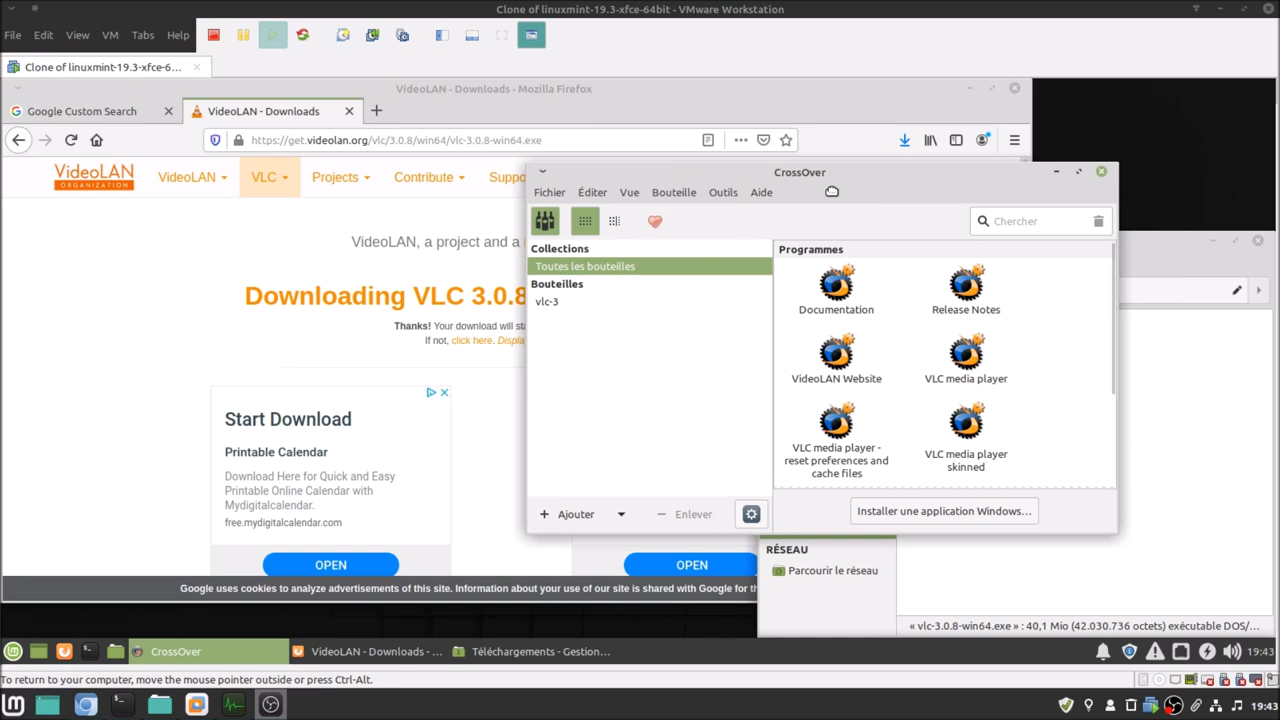 Clone of linuxmint-19.3-xfce-64bit - VMware Workstation
File Edit View VM Tabs Help
Clone of linuxmint-19.3-xfce-6...
VideoLAN - Downloads - Mozilla Firefox
Google Custom Search
VideoLAN - Downloads
https://get.videolan.org/vlc/3.0.8/win64/vlc-3.0.8-win64.exe
VideoLAN
ORGANIZATION
VideoLAN VLC Projects Contribute Suppo
VideoLAN, a project and a
Downloading VLC 3.0.8
Thanks! Your download will sta
If not, click here. Displa
Start Download
Printable Calendar
Download Here for Quick and Easy
Printable Online Calendar with
Mydigitalcalendar.
free.mydigitalcalendar.com
OPEN
OPEN
Google uses cookies to analyze advertisements of this site. Information about your use of our site is shared with Google for th
CrossOver
Fichier Éditer Vue Bouteille Outils Aide
Chercher
Collections
Toutes les bouteilles
Bouteilles
vlc-3
Ajouter
Enlever
Programmes
Documentation
Release Notes
VideoLAN Website
VLC media player
VLC media player -
reset preferences and
cache files
VLC media player
skinned
Installer une application Windows...
RÉSEAU
Parcourir le réseau
« vlc-3.0.8-win64.exe » : 40,1 Mio (42.030.736 octets) exécutable DOS/...
CrossOver
VideoLAN - Downloads - ...
Téléchargements - Gestion...
19:43
To return to your computer, move the mouse pointer outside or press Ctrl-Alt.
19:43